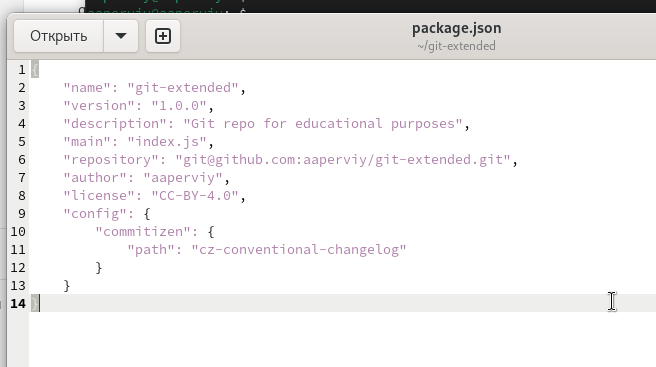 Открыть
package.json
~/git-extended
1 {
2 "name": "git-extended",
3 "version": "1.0.0",
4 "description": "Git repo for educational purposes",
5 "main": "index.js",
6 "repository": "git@github.com:aaperviy/git-extended.git",
7 "author": "aaperviy",
8 "license": "CC-BY-4.0",
9 "config": {
10 "commitizen": {
11 "path": "cz-conventional-changelog"
12 }
13 }
14 }